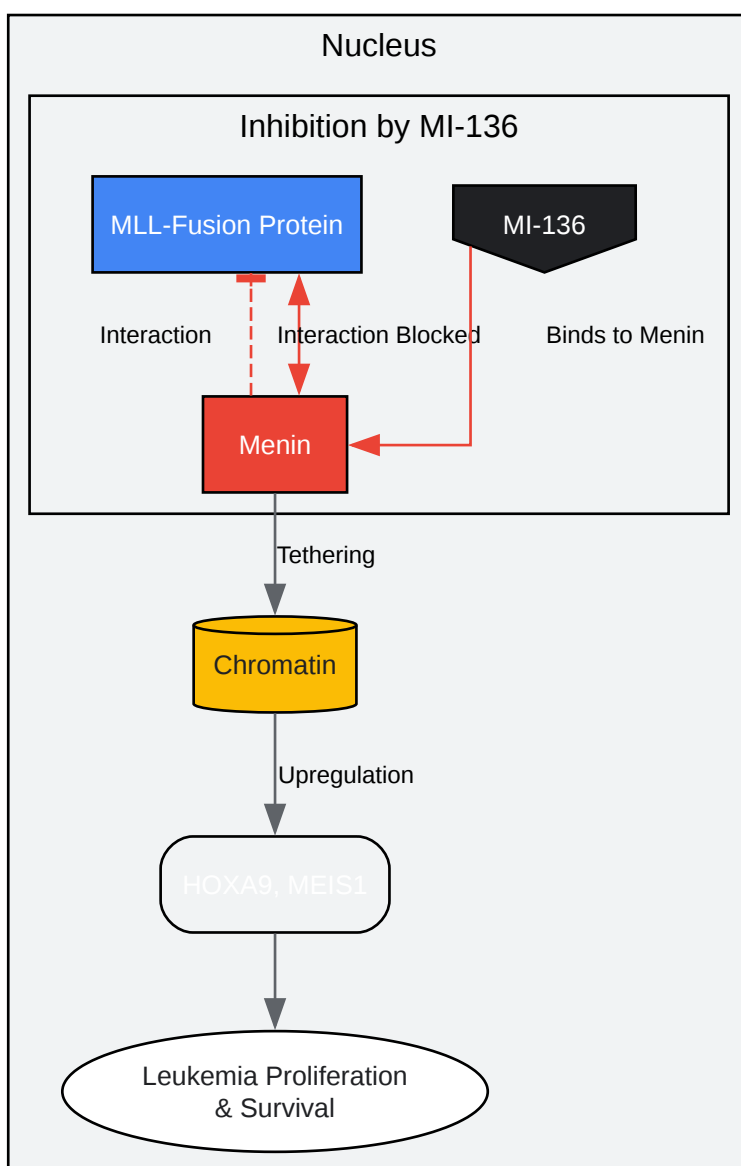 Nucleus
Inhibition by MI-136
MLL-Fusion Protein
MI-136
Interaction
Interaction Blocked
Binds to Menin
Menin
Tethering
Chromatin
Upregulation
HOXA9, MEIS1
Leukemia Proliferation
& Survival